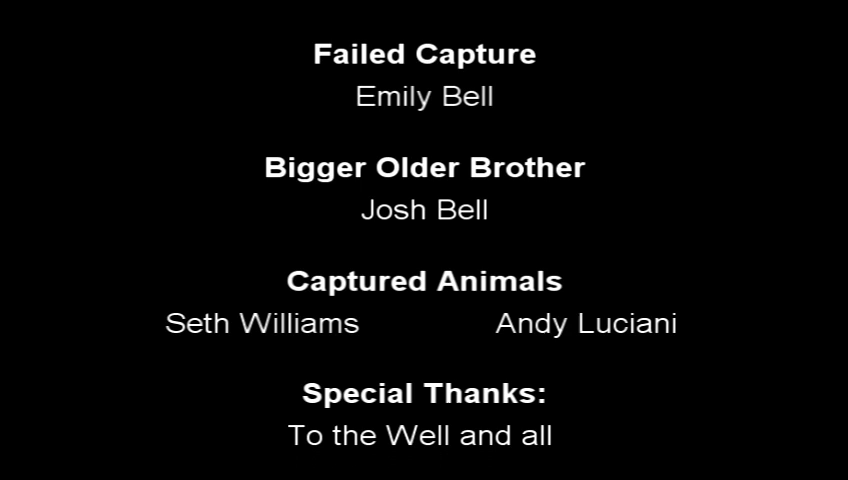 Failed Capture
Emily Bell
Bigger Older Brother
Josh Bell
Captured Animals
Seth Williams Andy Luciani
Special Thanks:
To the Well and all